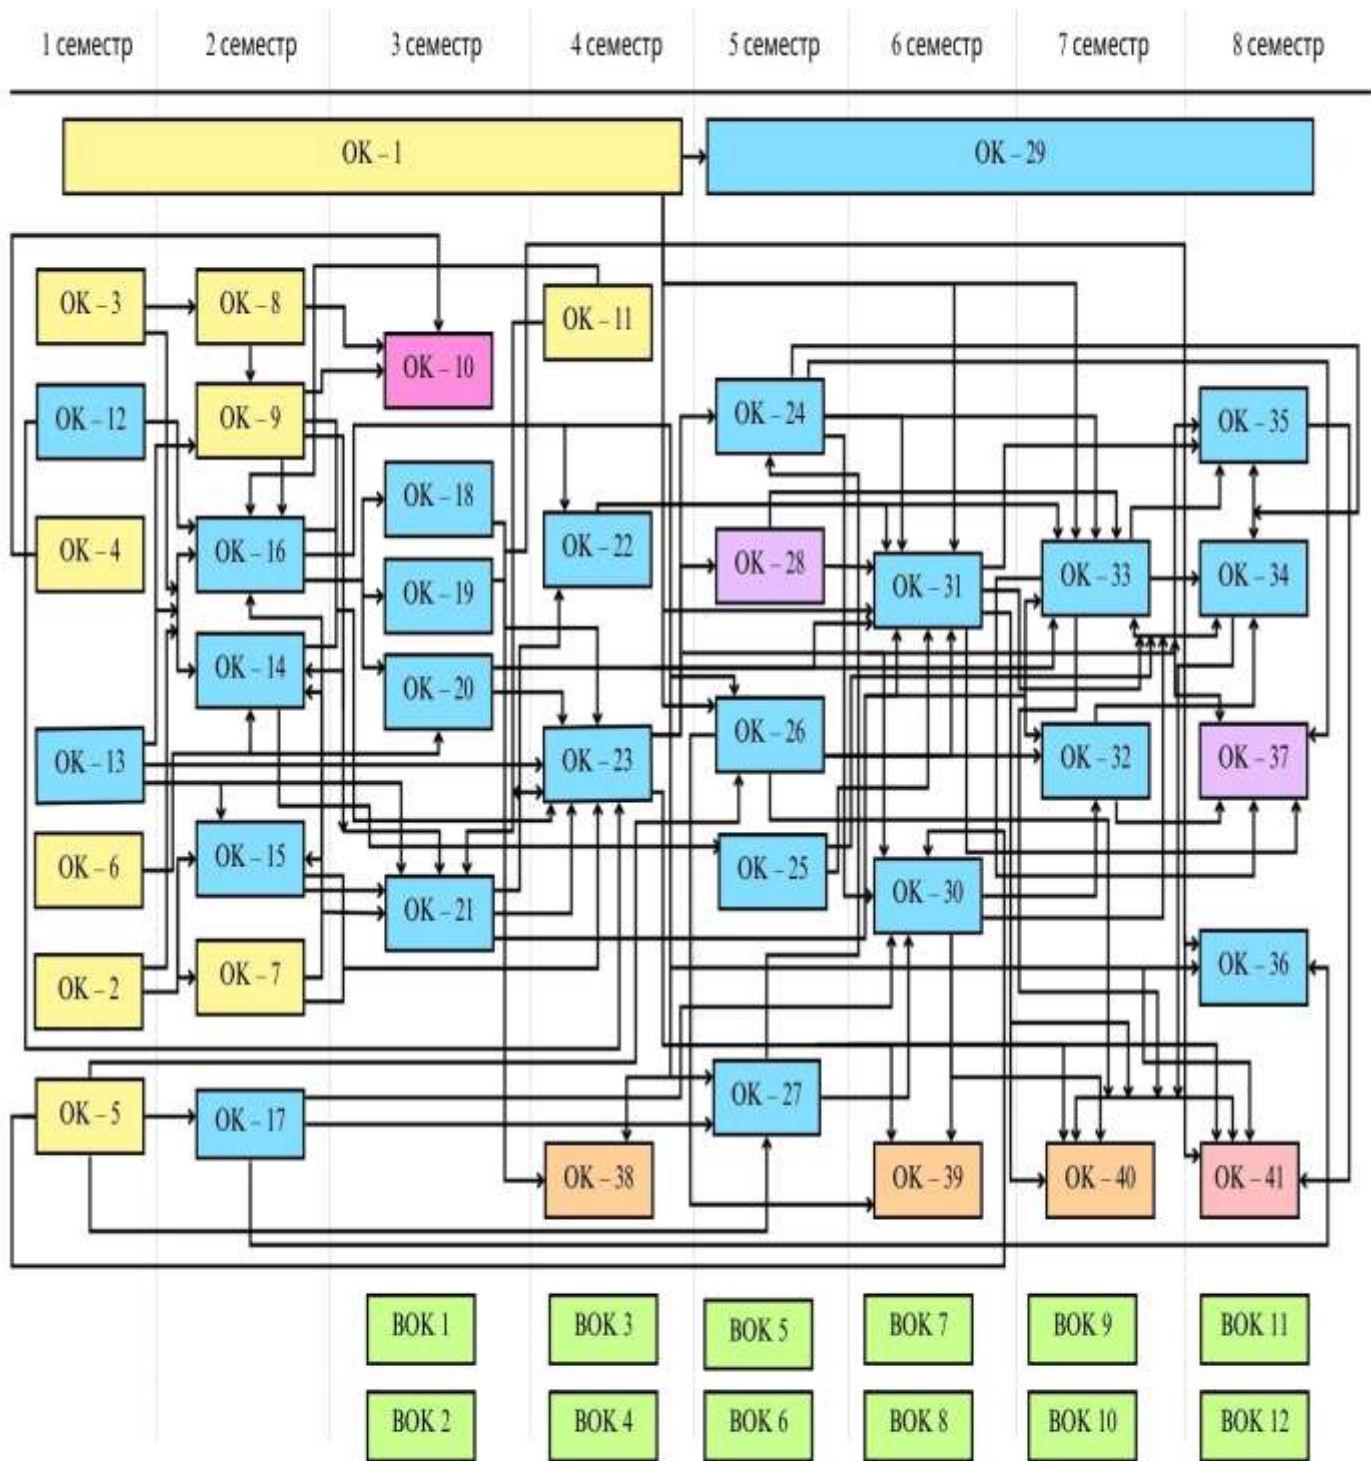 1 семестр
2 семестр
3 семестр
4 семестр
5 семестр
6 семестр
7 семестр
8 семестр
ОК – 1
ОК – 29
ОК – 3
ОК – 8
ОК – 11
ОК – 10
ОК – 12
ОК – 9
ОК – 24
ОК – 35
ОК – 18
ОК – 4
ОК – 16
ОК – 22
ОК – 28
ОК – 19
ОК – 31
ОК – 33
ОК – 34
ОК – 14
ОК – 20
ОК – 13
ОК – 23
ОК – 26
ОК – 32
ОК – 37
ОК – 6
ОК – 15
ОК – 25
ОК – 21
ОК – 30
ОК – 2
ОК – 7
ОК – 36
ОК – 5
ОК – 17
ОК – 27
ОК – 38
ОК – 39
ОК – 40
ОК – 41
ВОК 1
ВОК 3
ВОК 5
ВОК 7
ВОК 9
ВОК 11
ВОК 2
ВОК 4
ВОК 6
ВОК 8
ВОК 10
ВОК 12